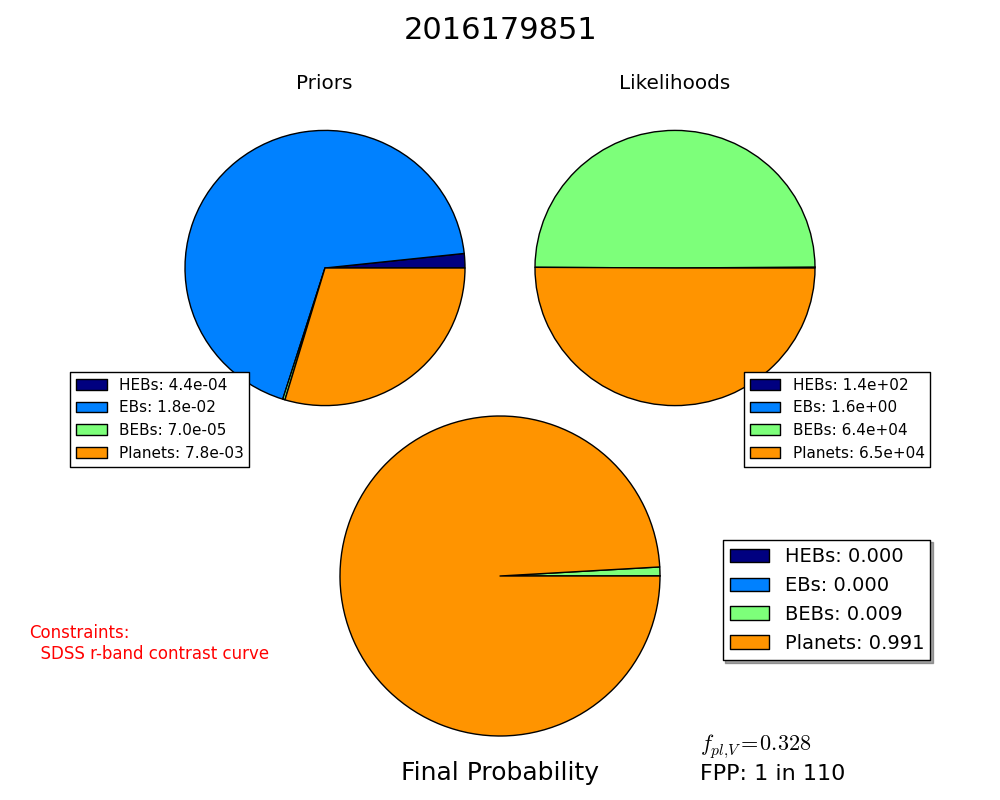 2016179851
Priors
Likelihoods
HEBs: 4.4e-04
EBs: 1.8e-02
BEBs: 7.0e-05
Planets: 7.8e-03
HEBs: 1.4e+02
EBs: 1.6e+00
BEBs: 6.4e+04
Planets: 6.5e+04
HEBs: 0.000
EBs: 0.000
BEBs: 0.009
Planets: 0.991
Constraints:
SDSS r-band contrast curve
f_{pl,V}=0.328
Final Probability
FPP: 1 in 110